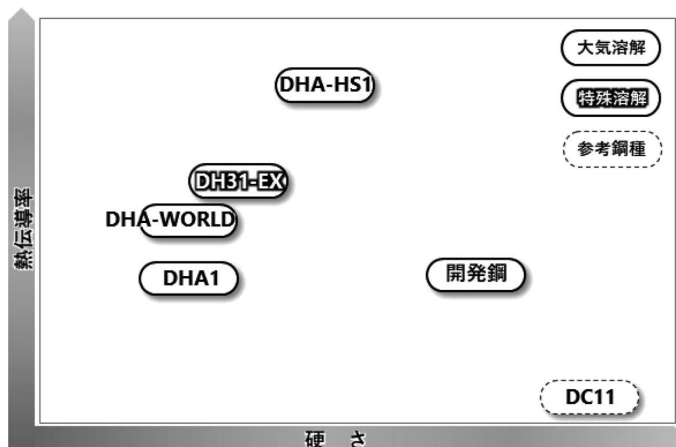 大気溶解
DHA-HS1
特殊溶解
参考鋼種
DH31-EX
DHA-WORLD
DHA1
開発鋼
DC11
熱伝導率
硬 さ